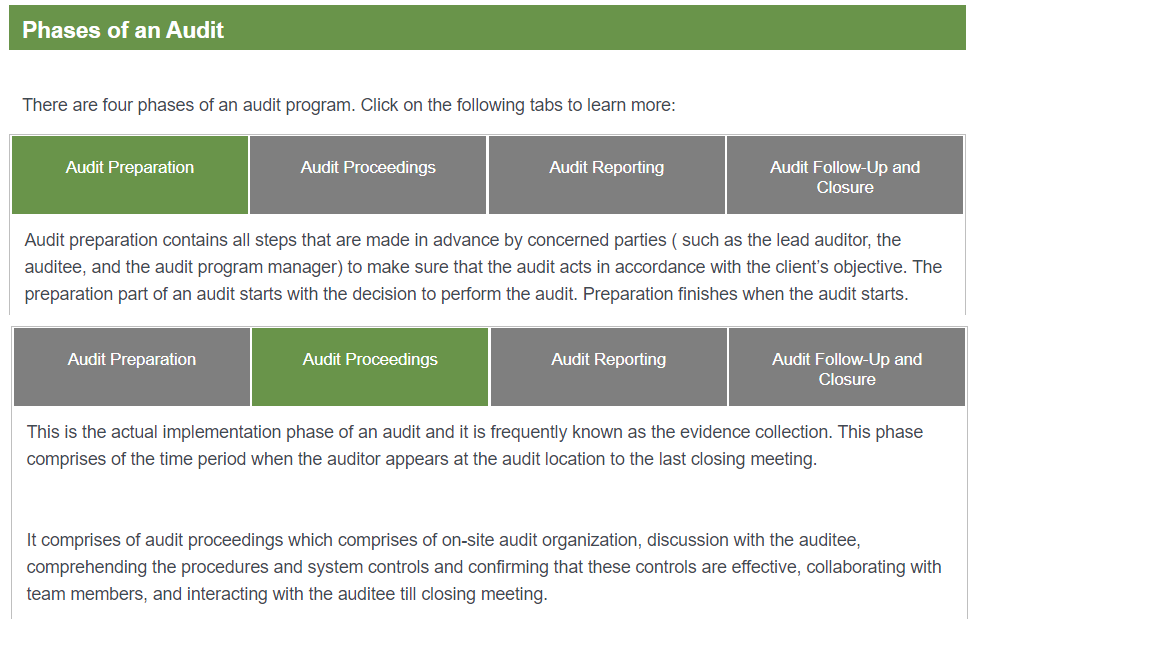 Phases of an Audit
There are four phases of an audit program. Click on the following tabs to learn more:
Audit Preparation
Audit Proceedings
Audit Reporting
Audit Follow-Up and
Closure
Audit preparation contains all steps that are made in advance by concerned parties ( such as the lead auditor, the
auditee, and the audit program manager) to make sure that the audit acts in accordance with the client’s objective. The
preparation part of an audit starts with the decision to perform the audit. Preparation finishes when the audit starts.
Audit Preparation
Audit Proceedings
Audit Reporting
Audit Follow-Up and
Closure
This is the actual implementation phase of an audit and it is frequently known as the evidence collection. This phase
comprises of the time period when the auditor appears at the audit location to the last closing meeting.
It comprises of audit proceedings which comprises of on-site audit organization, discussion with the auditee,
comprehending the procedures and system controls and confirming that these controls are effective, collaborating with
team members, and interacting with the auditee till closing meeting.